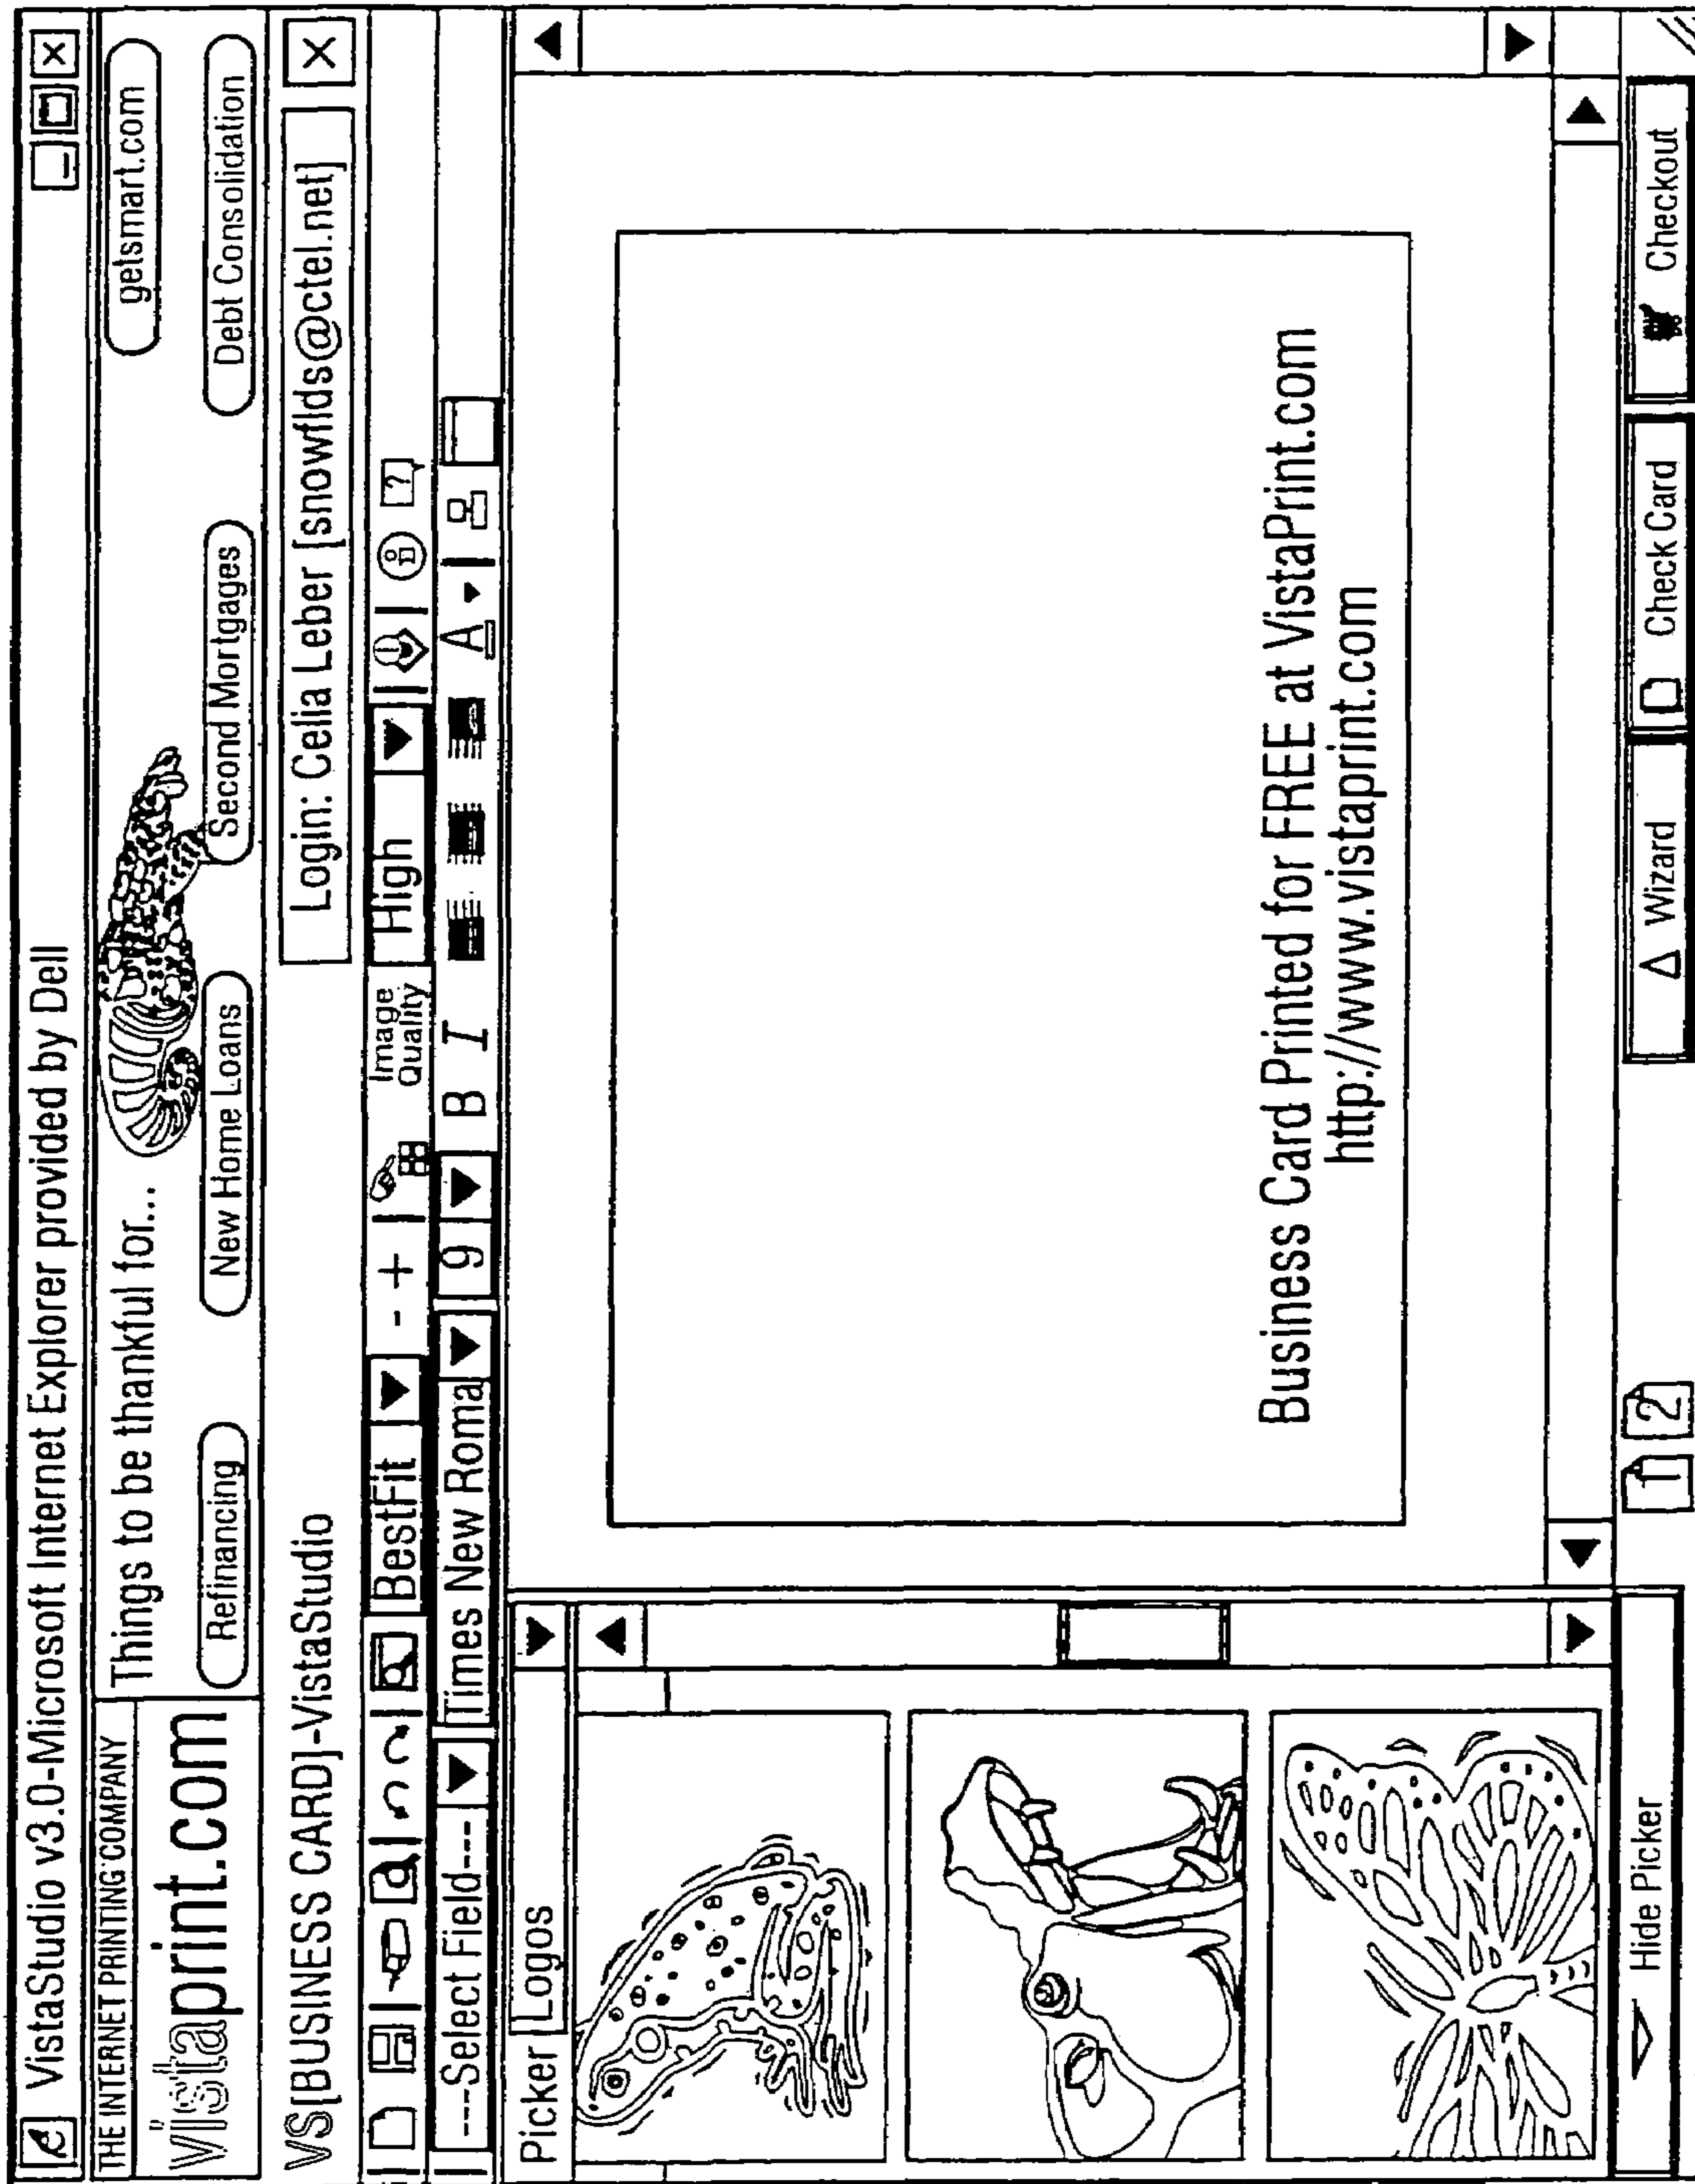 VistaStudio v3.0-Microsoft Internet Explorer provided by Dell
THE INTERNET PRINTING COMPANY
vistaprint.com
Things to be thankful for...
getsmart.com
Refinancing
New Home Loans
Second Mortgages
Debt Consolidation
VS[BUSINESS CARD]-VistaStudio
Login: Celia Leber [snowflds@ctel.net]
BestFit
- +
Image
Quality
High
?
----Select Field---
Times New Roma
9
B I
A
Picker
Logos
Business Card Printed for FREE at VistaPrint.com
http://www.vistaprint.com
Hide Picker
1 2
Wizard
Check Card
Checkout